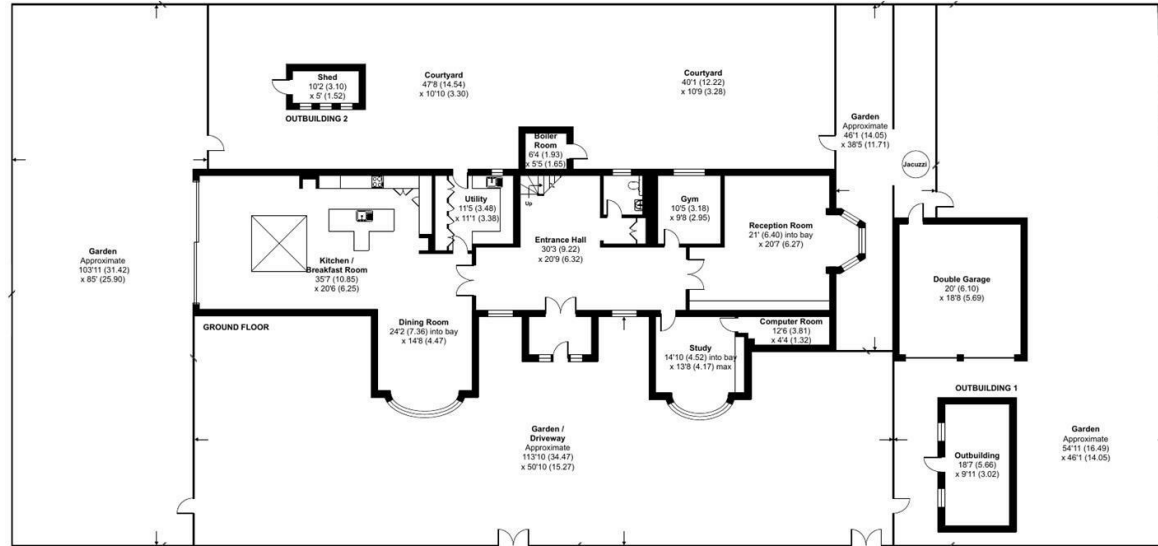 Shed
10'2 (3.10)
x 5' (1.52)
OUTBUILDING 2
Courtyard
47'8 (14.54)
x 10'10 (3.30)
Courtyard
40'1 (12.22)
x 10'9 (3.28)
Garden
Approximate
46'1 (14.05)
x 38'5 (11.71)
Jacuzzi
Boiler
Room
6'4 (1.93)
x 5'5 (1.65)
Utility
11'5 (3.48)
x 11'1 (3.38)
Up
Gym
10'5 (3.18)
x 9'8 (2.95)
Reception Room
21' (6.40) into bay
x 20'7 (6.27)
Entrance Hall
30'3 (9.22)
x 20'9 (6.32)
Garden
Approximate
103'11 (31.42)
x 85' (25.90)
Kitchen /
Breakfast Room
35'7 (10.85)
x 20'6 (6.25)
Double Garage
20' (6.10)
x 18'8 (5.69)
GROUND FLOOR
Dining Room
24'2 (7.36) into bay
x 14'8 (4.47)
Computer Room
12'6 (3.81)
x 4'4 (1.32)
Study
14'10 (4.52) into bay
x 13'8 (4.17) max
OUTBUILDING 1
Garden /
Driveway
Approximate
113'10 (34.47)
x 50'10 (15.27)
Outbuilding
18'7 (5.66)
x 9'11 (3.02)
Garden
Approximate
54'11 (16.49)
x 46'1 (14.05)